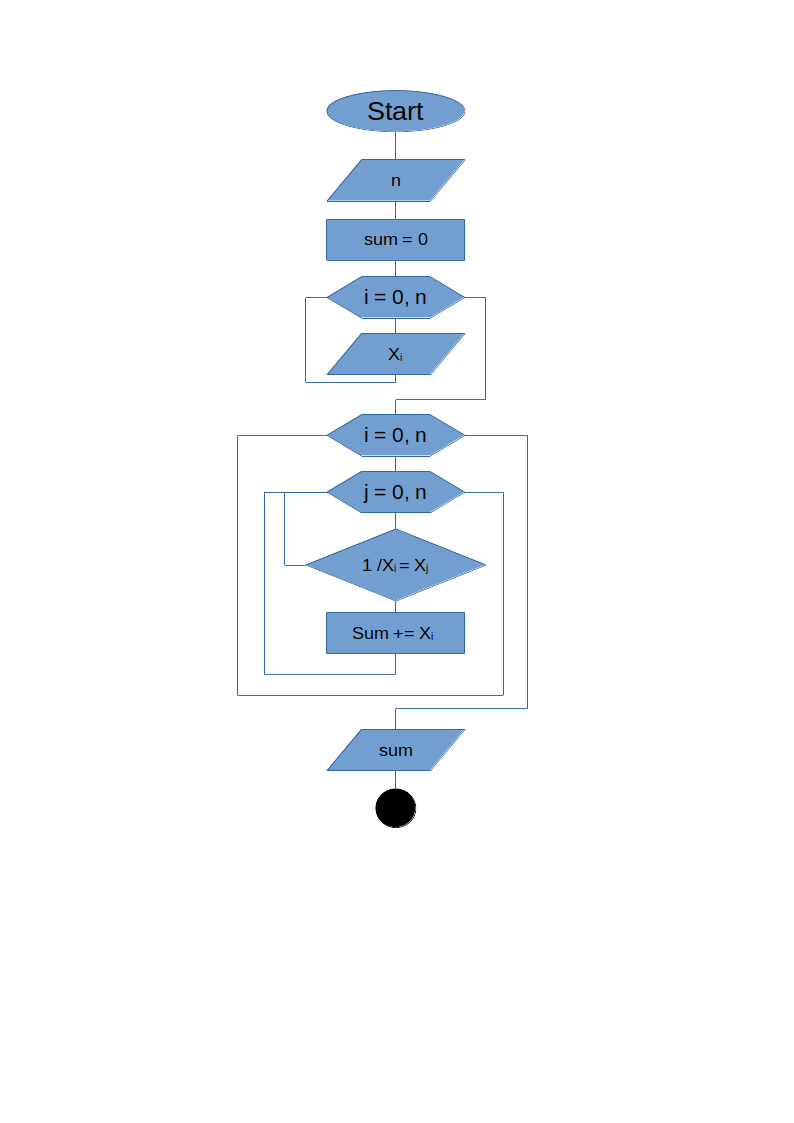 Start
n
sum = 0
i = 0, n
Xi
i = 0, n
j = 0, n
1 /Xi = Xj
Sum += Xi
sum